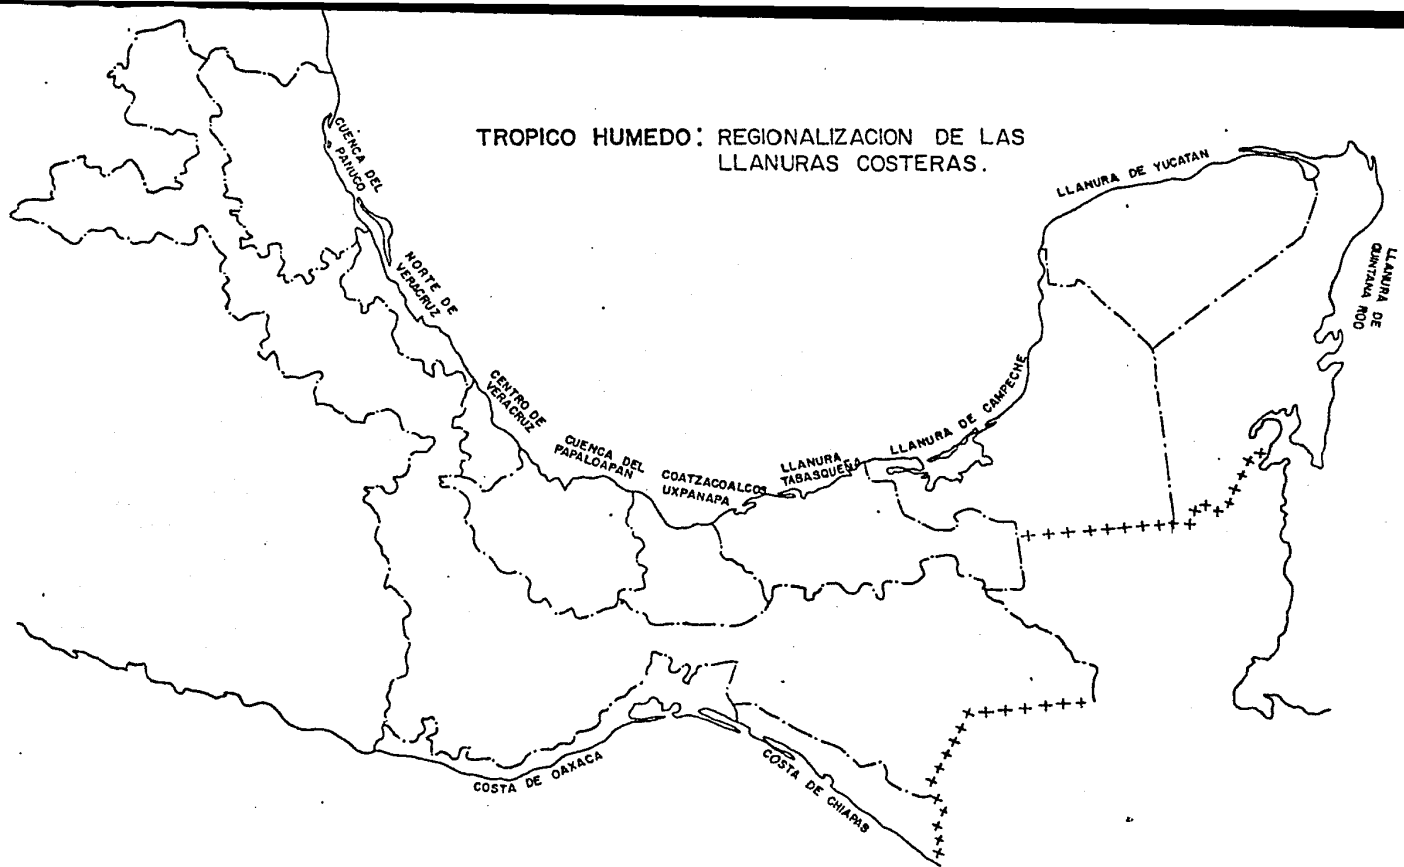 TROPICO HUMEDO: REGIONALIZACION DE LAS
LLANURAS COSTERAS.
CUENCA DEL
PANUCO
NORTE DE
VERACRUZ
CENTRO DE
VERACRUZ
CUENCA DEL
PAPALOAPAN
COATZACOALCOS
UXPANAPA
LLANURA
TABASQUEÑA
LLANURA DE CAMPECHE
LLANURA DE YUCATAN
LLANURA DE
QUINTANA ROO
COSTA DE OAXACA
COSTA DE CHIAPAS